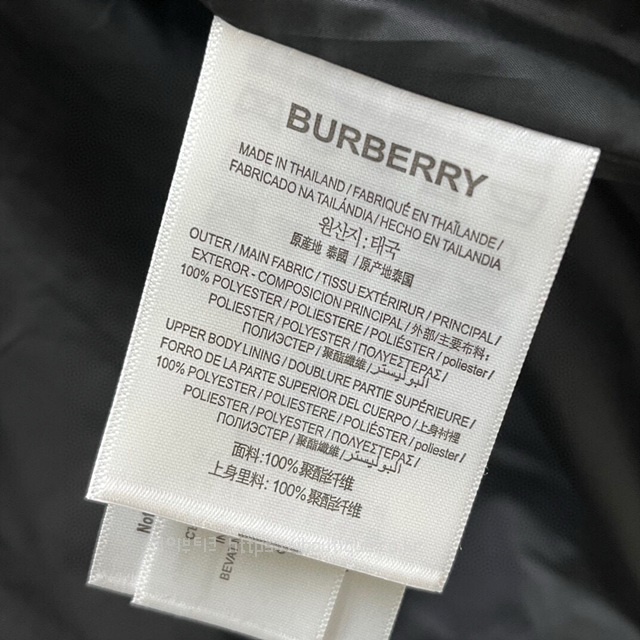 BURBERRY
MADE IN THAILAND / FABRIQUÉ EN THAÏLANDE /
FABRICADO NA TAILÂNDIA / HECHO EN TAILANDIA
원산지: 태국
原産地 泰國 / 原产地泰国
OUTER / MAIN FABRIC / TISSU EXTÉRIRUR / PRINCIPAL /
EXTERIOR - COMPOSICION PRINCIPAL / 外部/主要布料;
100% POLYESTER / POLIESTERE / POLIÉSTER / poliester /
POLIESTER / POLYESTER / ΠΟΛΥΕΣΤΕΡΑΣ /
ПОЛИЭСТЕР / 聚酯纖維 / البوليستر
UPPER BODY LINING / DOUBLURE PARTIE SUPÉRIEURE /
FORRO DE LA PARTE SUPERIOR DEL CUERPO / 上身衬裡
100% POLYESTER / POLIESTERE / POLIÉSTER / poliester /
POLIESTER / POLYESTER / ΠΟΛΥΕΣΤΕΡΑΣ /
ПОЛИЭСТЕР / 聚酯纖維 / البوليستر
面料:100%聚酯纤维
上身里料: 100%聚酯纤维